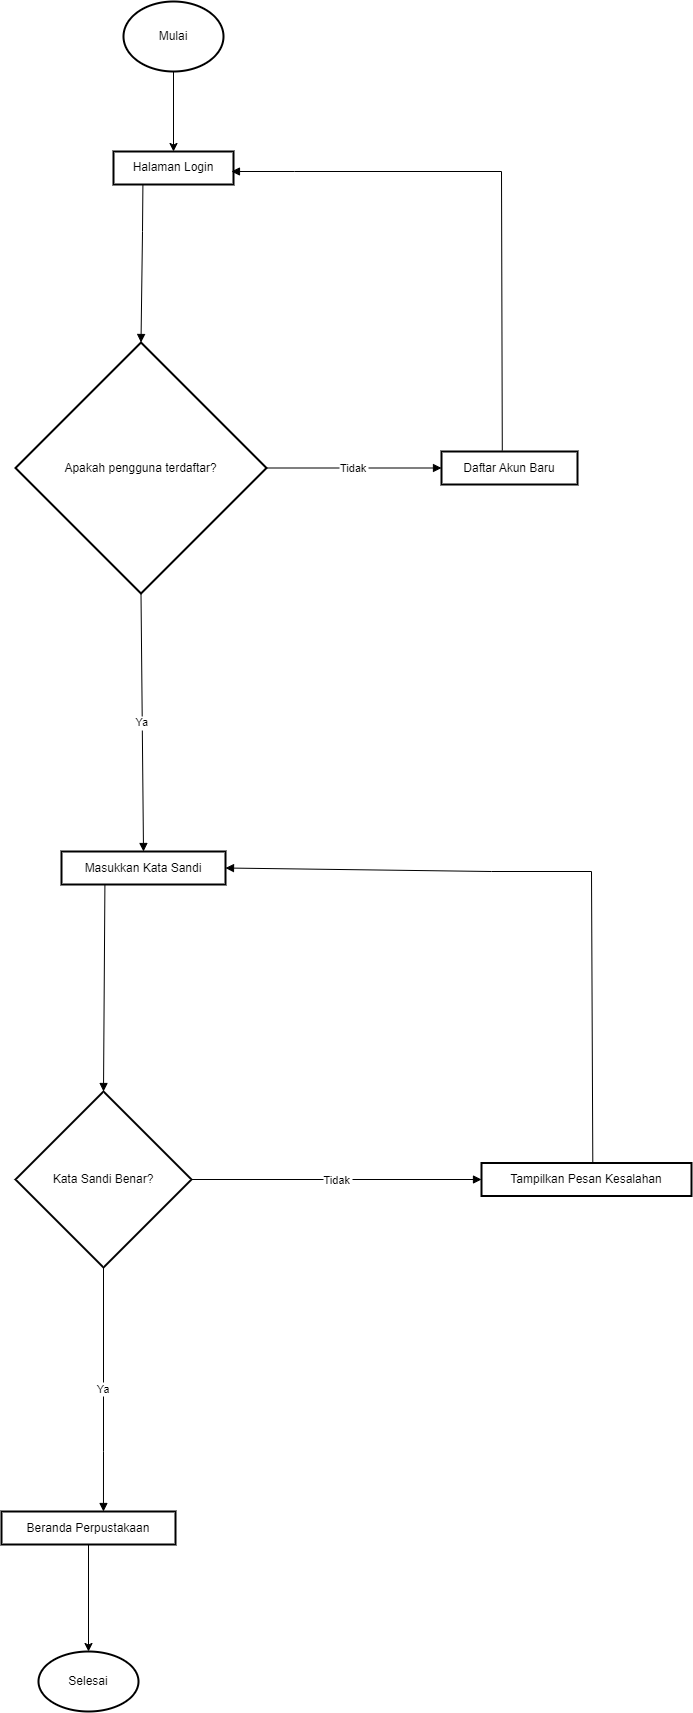 Mulai
Halaman Login
Apakah pengguna terdaftar?
Tidak
Daftar Akun Baru
Ya
Masukkan Kata Sandi
Kata Sandi Benar?
Tidak
Tampilkan Pesan Kesalahan
Ya
Beranda Perpustakaan
Selesai